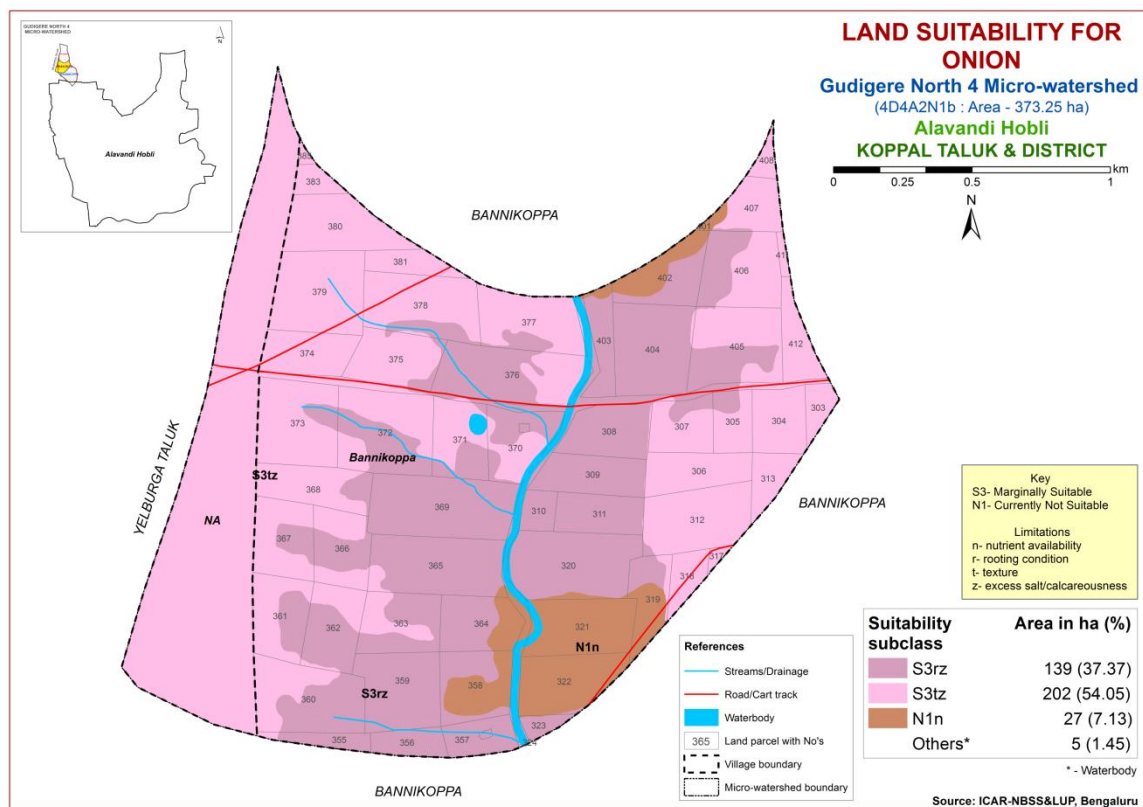 GUDIGERE NORTH 4
MICRO-WATERSHED
N
Alavandi Hobli
LAND SUITABILITY FOR
ONION
Gudigere North 4 Micro-watershed
(4D4A2N1b : Area - 373.25 ha)
Alavandi Hobli
KOPPAL TALUK & DISTRICT
km
0 0.25 0.5 1
N
385
408
383
407
BANNIKOPPA
380
401
381
406
402
379
378
377
403
404
405
412
374
375
376
303
373
372
371
370
308
307
305
304
Bannikoppa
309
306
313
S3tz
368
369
310
311
312
BANNIKOPPA
YELBURGA TALUK
NA
367
366
365
320
317
316
319
361
362
363
364
321
N1n
359
358
322
S3rz
360
323
355
356
357
324
BANNIKOPPA
Key
S3- Marginally Suitable
N1- Currently Not Suitable
Limitations
n- nutrient availability
r- rooting condition
t- texture
z- excess salt/calcareousness
References
Streams/Drainage
Road/Cart track
Waterbody
365 Land parcel with No's
Village boundary
Micro-watershed boundary
Suitability subclass Area in ha (%)
S3rz 139 (37.37)
S3tz 202 (54.05)
N1n 27 (7.13)
Others* 5 (1.45)
* - Waterbody
Source: ICAR-NBSS&LUP, Bengaluru